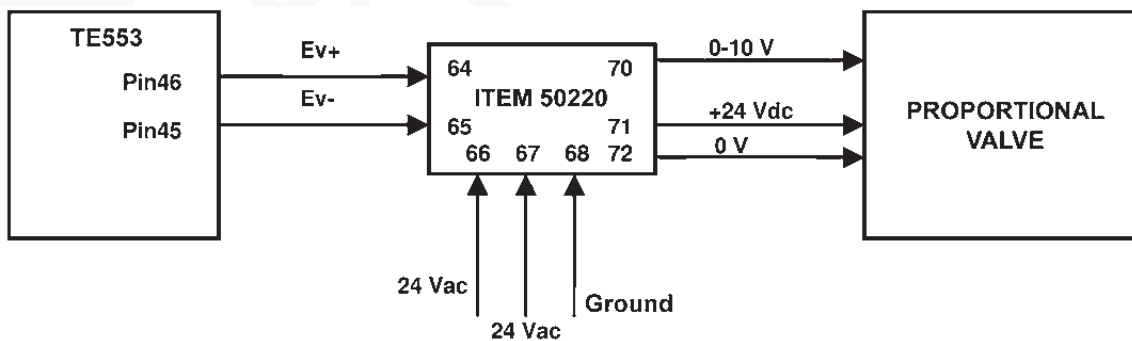 TE553
Pin46
Pin45
Ev+
Ev-
64 70
ITEM 50220
65 71
66 67 68 72
0-10 V
+24 Vdc
0 V
PROPORTIONAL
VALVE
24 Vac
24 Vac
Ground